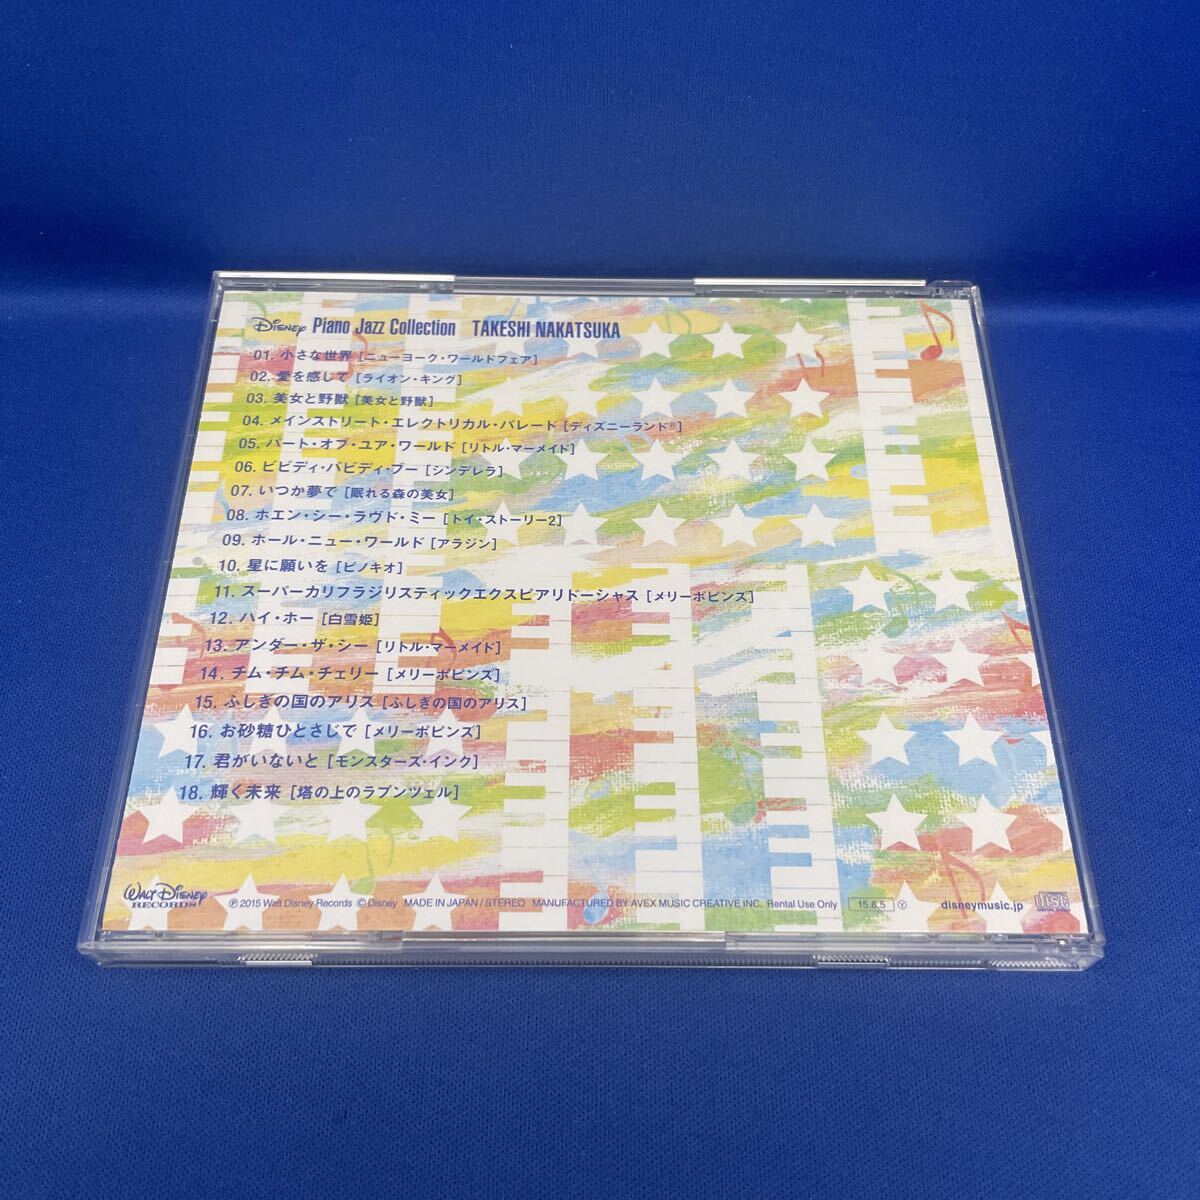 Disney Piano Jazz Collection TAKESHI NAKATSUKA
01. 小さな世界 [ニューヨーク・ワールドフェア]
02. 愛を感じて [ライオン・キング]
03. 美女と野獣 [美女と野獣]
04. メインストリート・エレクトリカル・パレード [ディズニーランド®]
05. パート・オブ・ユア・ワールド [リトル・マーメイド]
06. ビビディ・バビディ・ブー [シンデレラ]
07. いつか夢で [眠れる森の美女]
08. ホエン・シー・ラヴド・ミー [トイ・ストーリー2]
09. ホール・ニュー・ワールド [アラジン]
10. 星に願いを [ピノキオ]
11. スーパーカリフラジリスティックエクスピアリドーシャス [メリーポピンズ]
12. ハイ・ホー [白雪姫]
13. アンダー・ザ・シー [リトル・マーメイド]
14. チム・チム・チェリー [メリーポピンズ]
15. ふしぎの国のアリス [ふしぎの国のアリス]
16. お砂糖ひとさじで [メリーポピンズ]
17. 君がいないと [モンスターズ・インク]
18. 輝く未来 [塔の上のラプンツェル]
WALT DISNEY RECORDS
℗ 2015 Walt Disney Records © Disney MADE IN JAPAN / STEREO MANUFACTURED BY AVEX MUSIC CREATIVE INC. Rental Use Only 15.8.5 Ⓨ disneymusic.jp disc